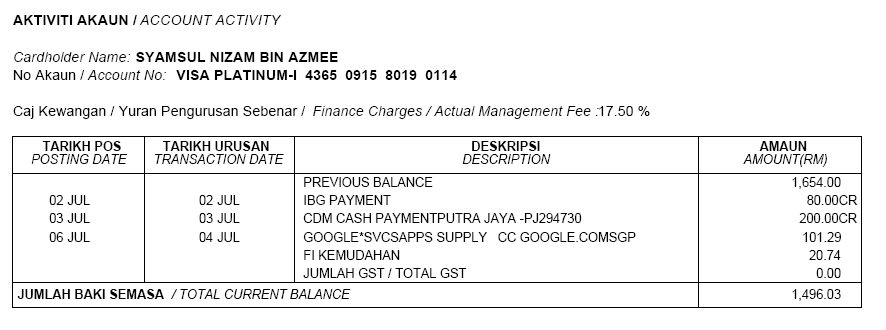 AKTIVITI AKAUN / ACCOUNT ACTIVITY
Cardholder Name: SYAMSUL NIZAM BIN AZMEE
No Akaun / Account No: VISA PLATINUM-I 4365 0915 8019 0114
Caj Kewangan / Yuran Pengurusan Sebenar / Finance Charges / Actual Management Fee :17.50 %
TARIKH POS TARIKH URUSAN DESKRIPSI AMAUN
POSTING DATE TRANSACTION DATE DESCRIPTION AMOUNT(RM)
PREVIOUS BALANCE 1,654.00
02 JUL 02 JUL IBG PAYMENT 80.00CR
03 JUL 03 JUL CDM CASH PAYMENTPUTRA JAYA -PJ294730 200.00CR
06 JUL 04 JUL GOOGLE*SVCSAPPS SUPPLY CC GOOGLE.COMSGP 101.29
FI KEMUDAHAN 20.74
JUMLAH GST / TOTAL GST 0.00
JUMLAH BAKI SEMASA / TOTAL CURRENT BALANCE 1,496.03